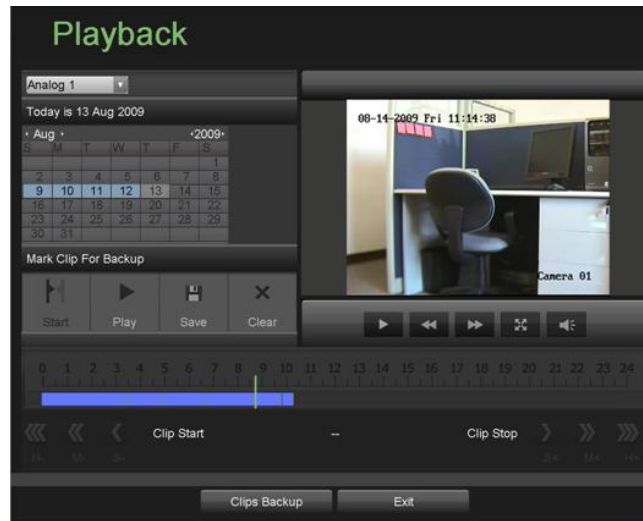 Playback
Analog 1
Today is 13 Aug 2009
Aug 2009
S M T W T F S
1
2 3 4 5 6 7 8
9 10 11 12 13 14 15
16 17 18 19 20 21 22
23 24 25 26 27 28 29
30 31
Mark Clip For Backup
Start Play Save Clear
08-14-2009 Fri 11:14:38
Camera 01
0 1 2 3 4 5 6 7 8 9 10 11 12 13 14 15 16 17 18 19 20 21 22 23 24
Clip Start -- Clip Stop
H- M- S- S+ M+ H+
Clips Backup Exit